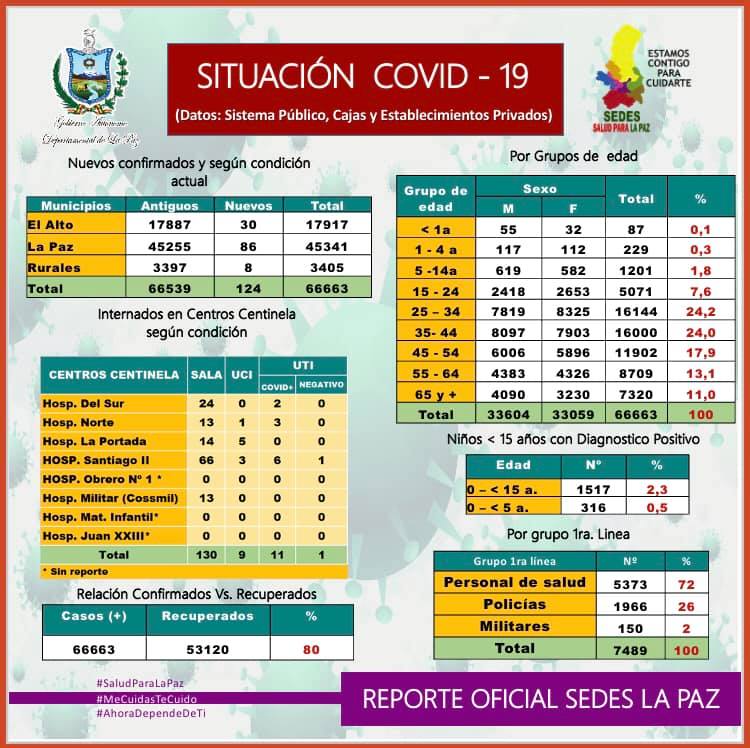 Gobierno Autónomo
Departamental de La Paz
SITUACIÓN COVID - 19
(Datos: Sistema Público, Cajas y Establecimientos Privados)
ESTAMOS
CONTIGO
PARA
CUIDARTE
SEDES
SALUD PARA LA PAZ
Nuevos confirmados y según condición
actual
Municipios Antiguos Nuevos Total
El Alto 17887 30 17917
La Paz 45255 86 45341
Rurales 3397 8 3405
Total 66539 124 66663
Internados en Centros Centinela
según condición
CENTROS CENTINELA SALA UCI UTI
COVID+ NEGATIVO
Hosp. Del Sur 24 0 2 0
Hosp. Norte 13 1 3 0
Hosp. La Portada 14 5 0 0
HOSP. Santiago II 66 3 6 1
HOSP. Obrero Nº 1 * 0 0 0 0
Hosp. Militar (Cossmil) 13 0 0 0
Hosp. Mat. Infantil* 0 0 0 0
Hosp. Juan XXIII* 0 0 0 0
Total 130 9 11 1
* Sin reporte
Relación Confirmados Vs. Recuperados
Casos (+) Recuperados %
66663 53120 80
Por Grupos de edad
Grupo de
edad Sexo Total %
M F
< 1a 55 32 87 0,1
1 - 4 a 117 112 229 0,3
5 -14a 619 582 1201 1,8
15 - 24 2418 2653 5071 7,6
25 – 34 7819 8325 16144 24,2
35- 44 8097 7903 16000 24,0
45 - 54 6006 5896 11902 17,9
55 - 64 4383 4326 8709 13,1
65 y + 4090 3230 7320 11,0
Total 33604 33059 66663 100
Niños < 15 años con Diagnostico Positivo
Edad Nº %
0 – < 15 a. 1517 2,3
0 – < 5 a. 316 0,5
Por grupo 1ra. Linea
Grupo 1ra línea Nº %
Personal de salud 5373 72
Policías 1966 26
Militares 150 2
Total 7489 100
#SaludParaLaPaz
#MeCuidasTeCuido
#AhoraDependeDeTi
REPORTE OFICIAL SEDES LA PAZ